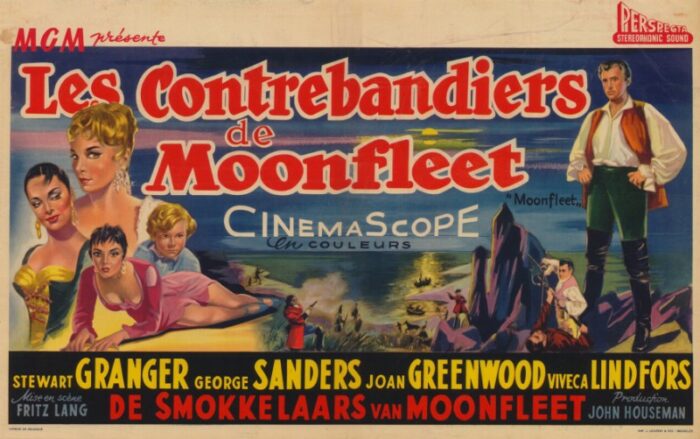 MGM présente
PERSPECTA
STEREOPHONIC SOUND
Les Contrebandiers
de
Moonfleet
"Moonfleet"
CINEMASCOPE
en COULEURS
STEWART GRANGER GEORGE SANDERS JOAN GREENWOOD VIVECA LINDFORS
Mise en scène
FRITZ LANG
DE SMOKKELAARS VAN MOONFLEET
Production
JOHN HOUSEMAN